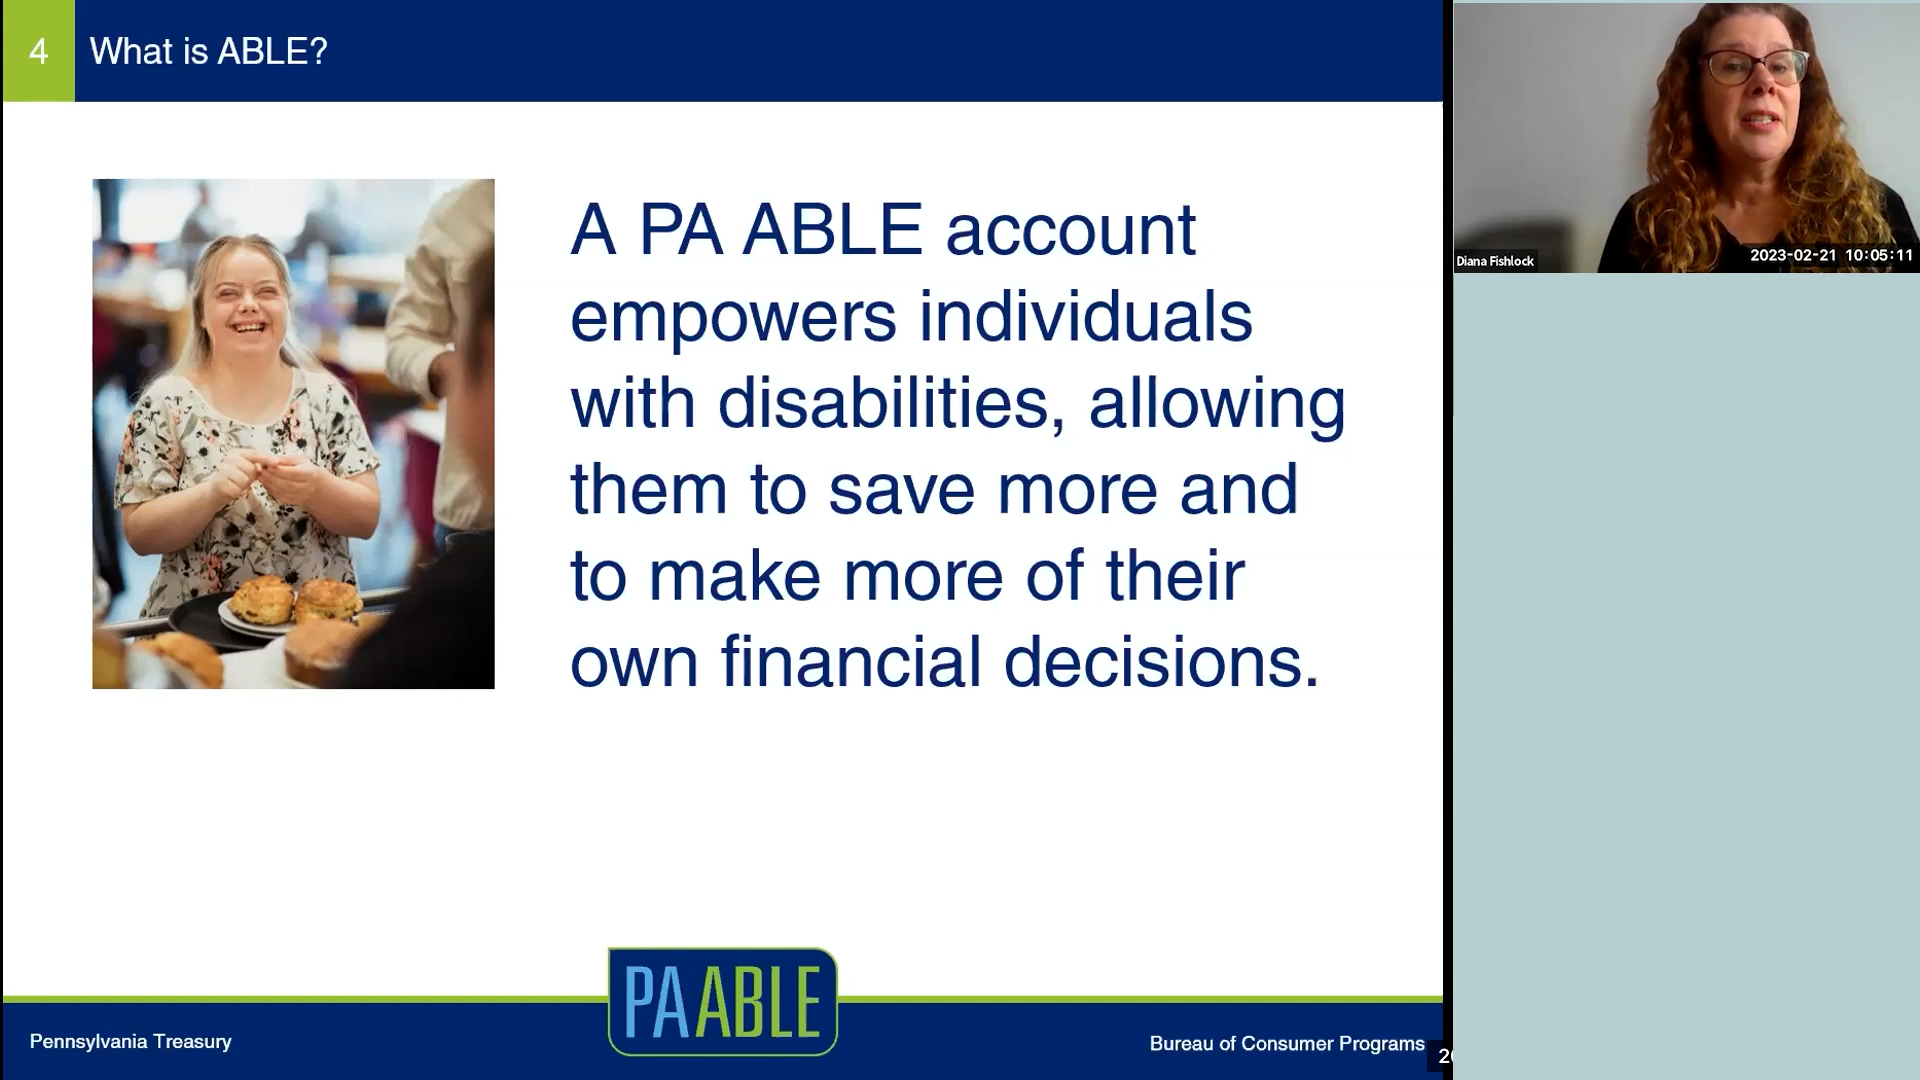 4 What is ABLE?
A PA ABLE account
empowers individuals
with disabilities, allowing
them to save more and
to make more of their
own financial decisions.
PA ABLE
Pennsylvania Treasury
Bureau of Consumer Programs
Diana Fishlock
2023-02-21 10:05:11